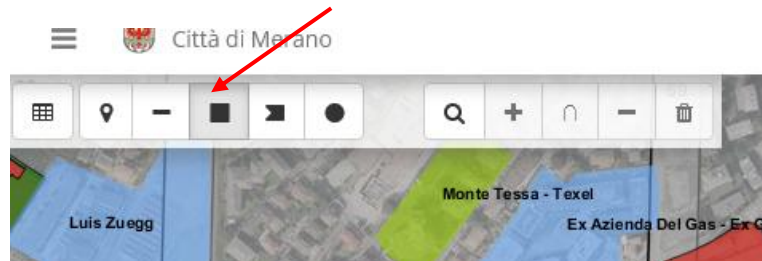 Città di Merano
Monte Tessa - Texel
Luis Zuegg
Ex Azienda Del Gas - Ex